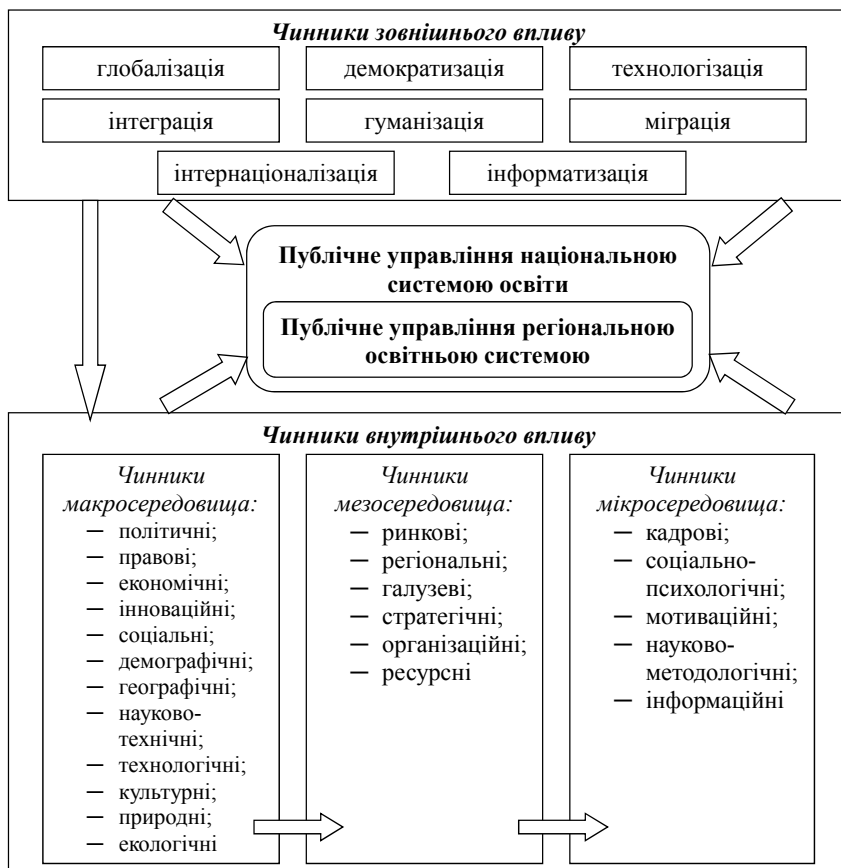 Чинники зовнішнього впливу
глобалізація
демократизація
технологізація
інтеграція
гуманізація
міграція
інтернаціоналізація
інформатизація
Публічне управління національною
системою освіти
Публічне управління регіональною
освітньою системою
Чинники внутрішнього впливу
Чинники
макросередовища:
— політичні;
— правові;
— економічні;
— інноваційні;
— соціальні;
— демографічні;
— географічні;
— науково-
технічні;
— технологічні;
— культурні;
— природні;
— екологічні
Чинники
мезосередовища:
— ринкові;
— регіональні;
— галузеві;
— стратегічні;
— організаційні;
— ресурсні
Чинники
мікросередовища:
— кадрові;
— соціально-
психологічні;
— мотиваційні;
— науково-
методологічні;
— інформаційні